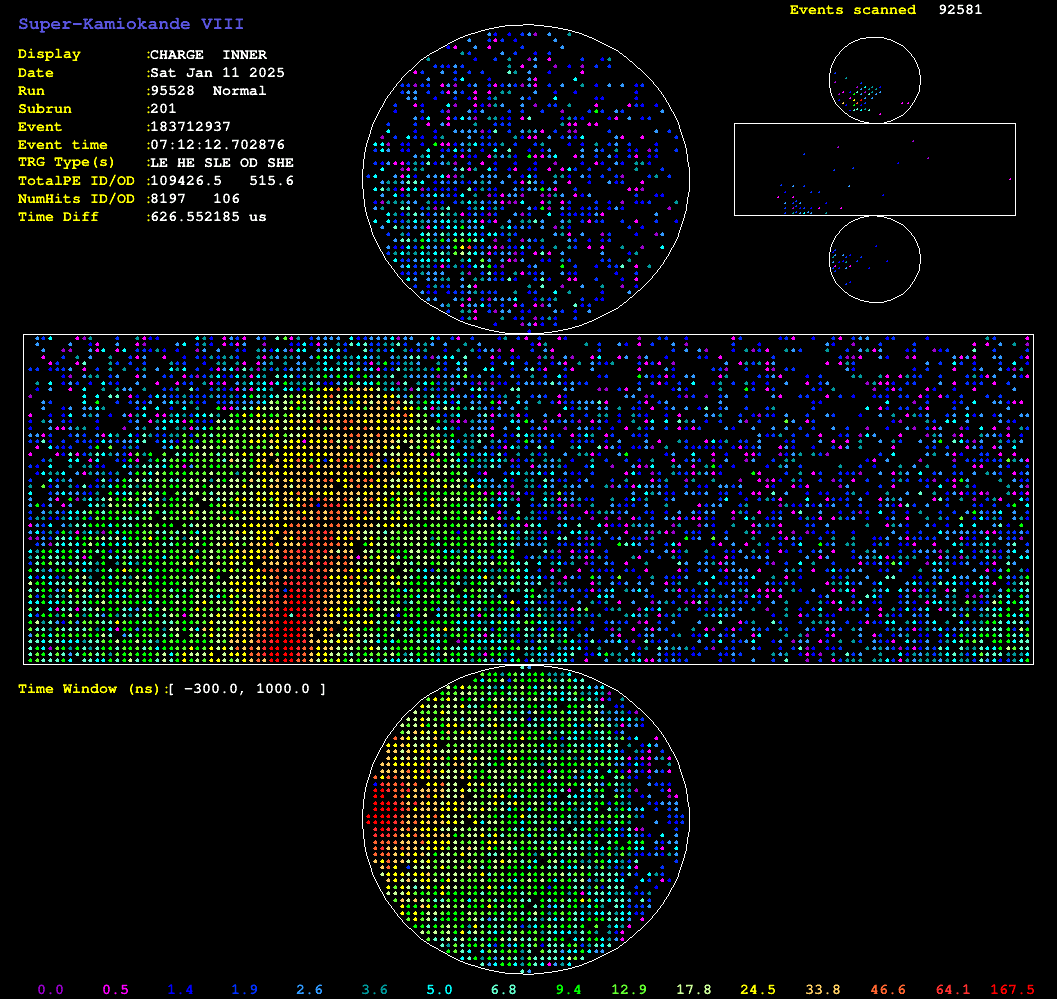 Super-Kamiokande VIII
Events scanned 92581
Display :CHARGE INNER
Date :Sat Jan 11 2025
Run :95528 Normal
Subrun :201
Event :183712937
Event time :07:12:12.702876
TRG Type(s) :LE HE SLE OD SHE
TotalPE ID/OD :109426.5 515.6
NumHits ID/OD :8197 106
Time Diff :626.552185 us
Time Window (ns):[ -300.0, 1000.0 ]
0.0 0.5 1.4 1.9 2.6 3.6 5.0 6.8 9.4 12.9 17.8 24.5 33.8 46.6 64.1 167.5